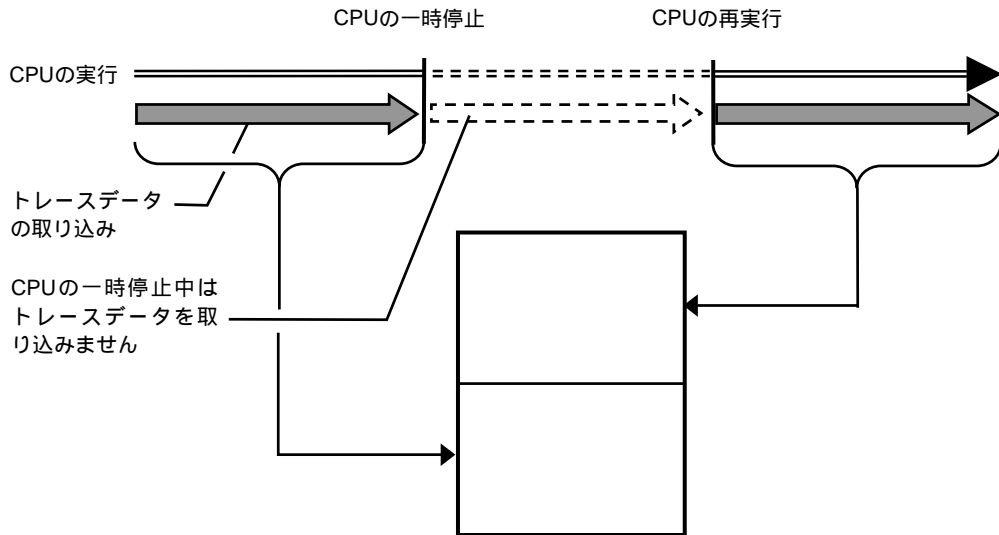 CPUの一時停止
CPUの再実行
CPUの実行
トレースデータ
の取り込み
CPUの一時停止中は
トレースデータを取
り込みません